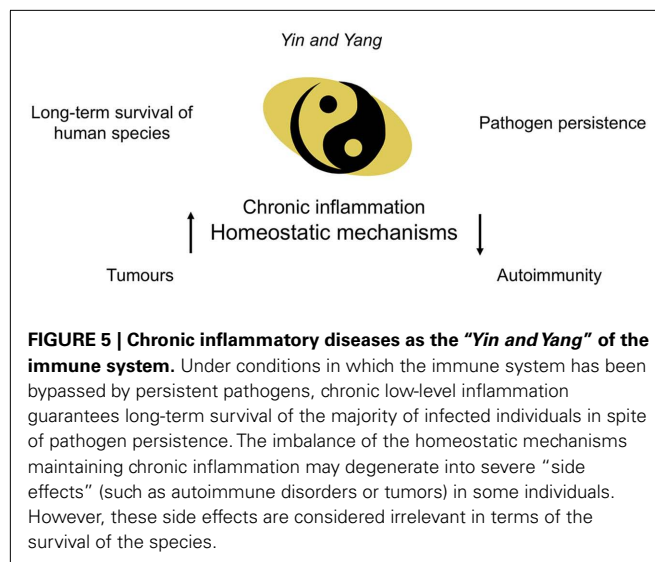 Yin and Yang
Long-term survival of
human species
Pathogen persistence
Chronic inflammation
Homeostatic mechanisms
Tumours
Autoimmunity
FIGURE 5 | Chronic inflammatory diseases as the “Yin and Yang” of the
immune system. Under conditions in which the immune system has been
bypassed by persistent pathogens, chronic low-level inflammation
guarantees long-term survival of the majority of infected individuals in spite
of pathogen persistence. The imbalance of the homeostatic mechanisms
maintaining chronic inflammation may degenerate into severe “side
effects” (such as autoimmune disorders or tumors) in some individuals.
However, these side effects are considered irrelevant in terms of the
survival of the species.